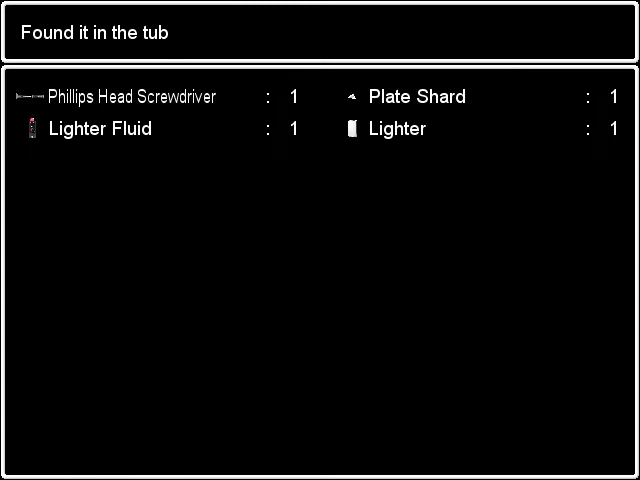 Found it in the tub
Phillips Head Screwdriver : 1 Plate Shard : 1
Lighter Fluid : 1 Lighter : 1